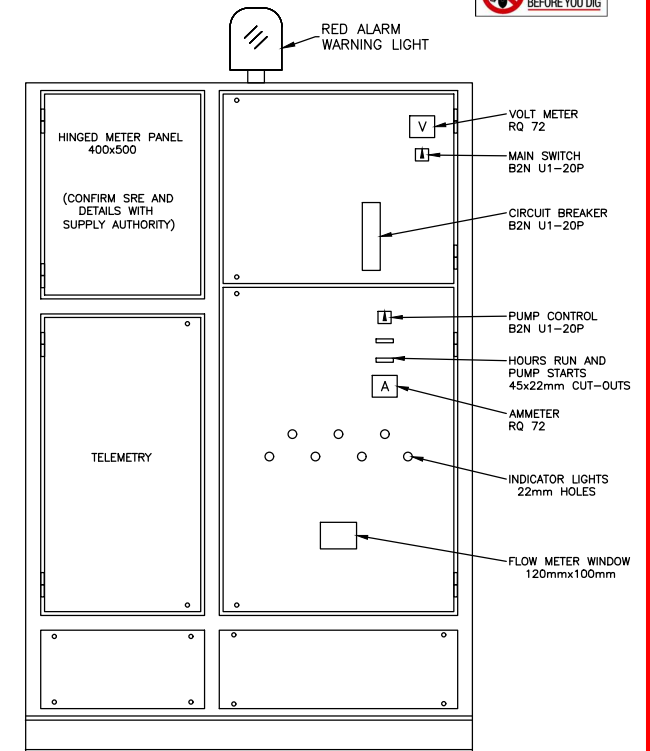 BEFORE YOU DIG
RED ALARM
WARNING LIGHT
HINGED METER PANEL
400x500
(CONFIRM SRE AND
DETAILS WITH
SUPPLY AUTHORITY)
V
VOLT METER
RQ 72
MAIN SWITCH
B2N U1-20P
CIRCUIT BREAKER
B2N U1-20P
PUMP CONTROL
B2N U1-20P
HOURS RUN AND
PUMP STARTS
45x22mm CUT-OUTS
A
AMMETER
RQ 72
TELEMETRY
INDICATOR LIGHTS
22mm HOLES
FLOW METER WINDOW
120mmx100mm